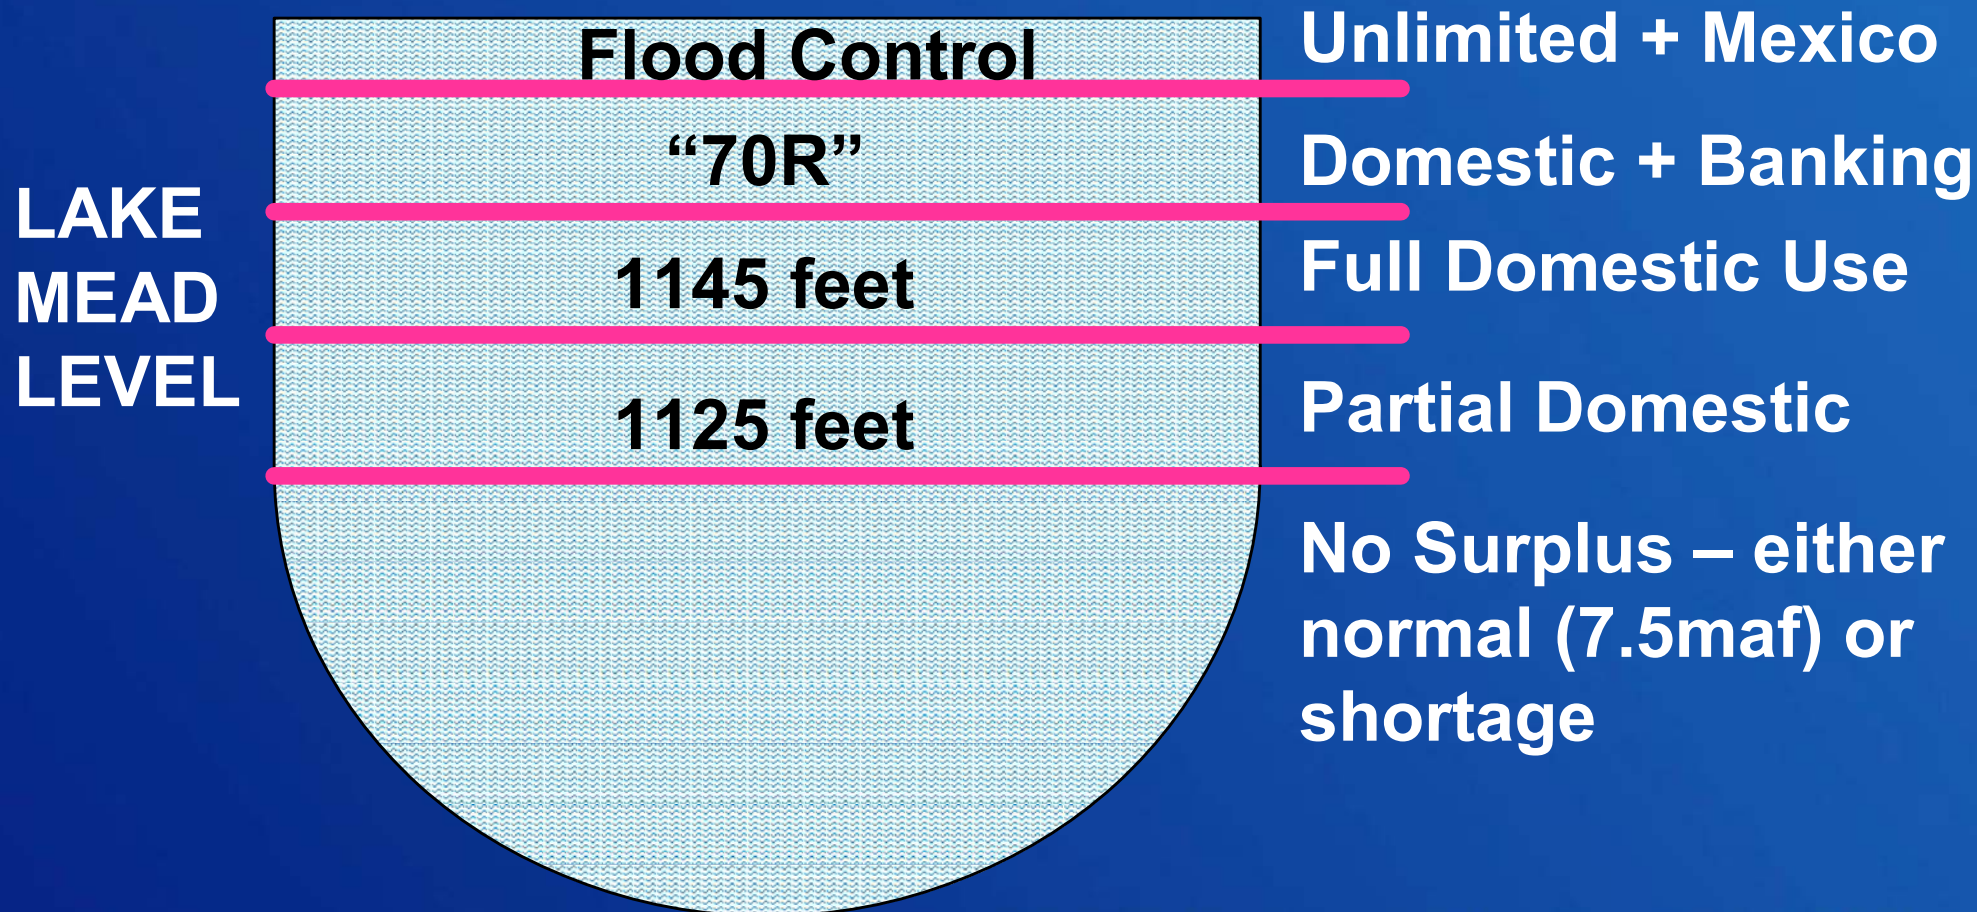 Flood Control
Unlimited + Mexico
“70R”
Domestic + Banking
LAKE
MEAD
LEVEL
1145 feet
Full Domestic Use
1125 feet
Partial Domestic
No Surplus – either
normal (7.5maf) or
shortage